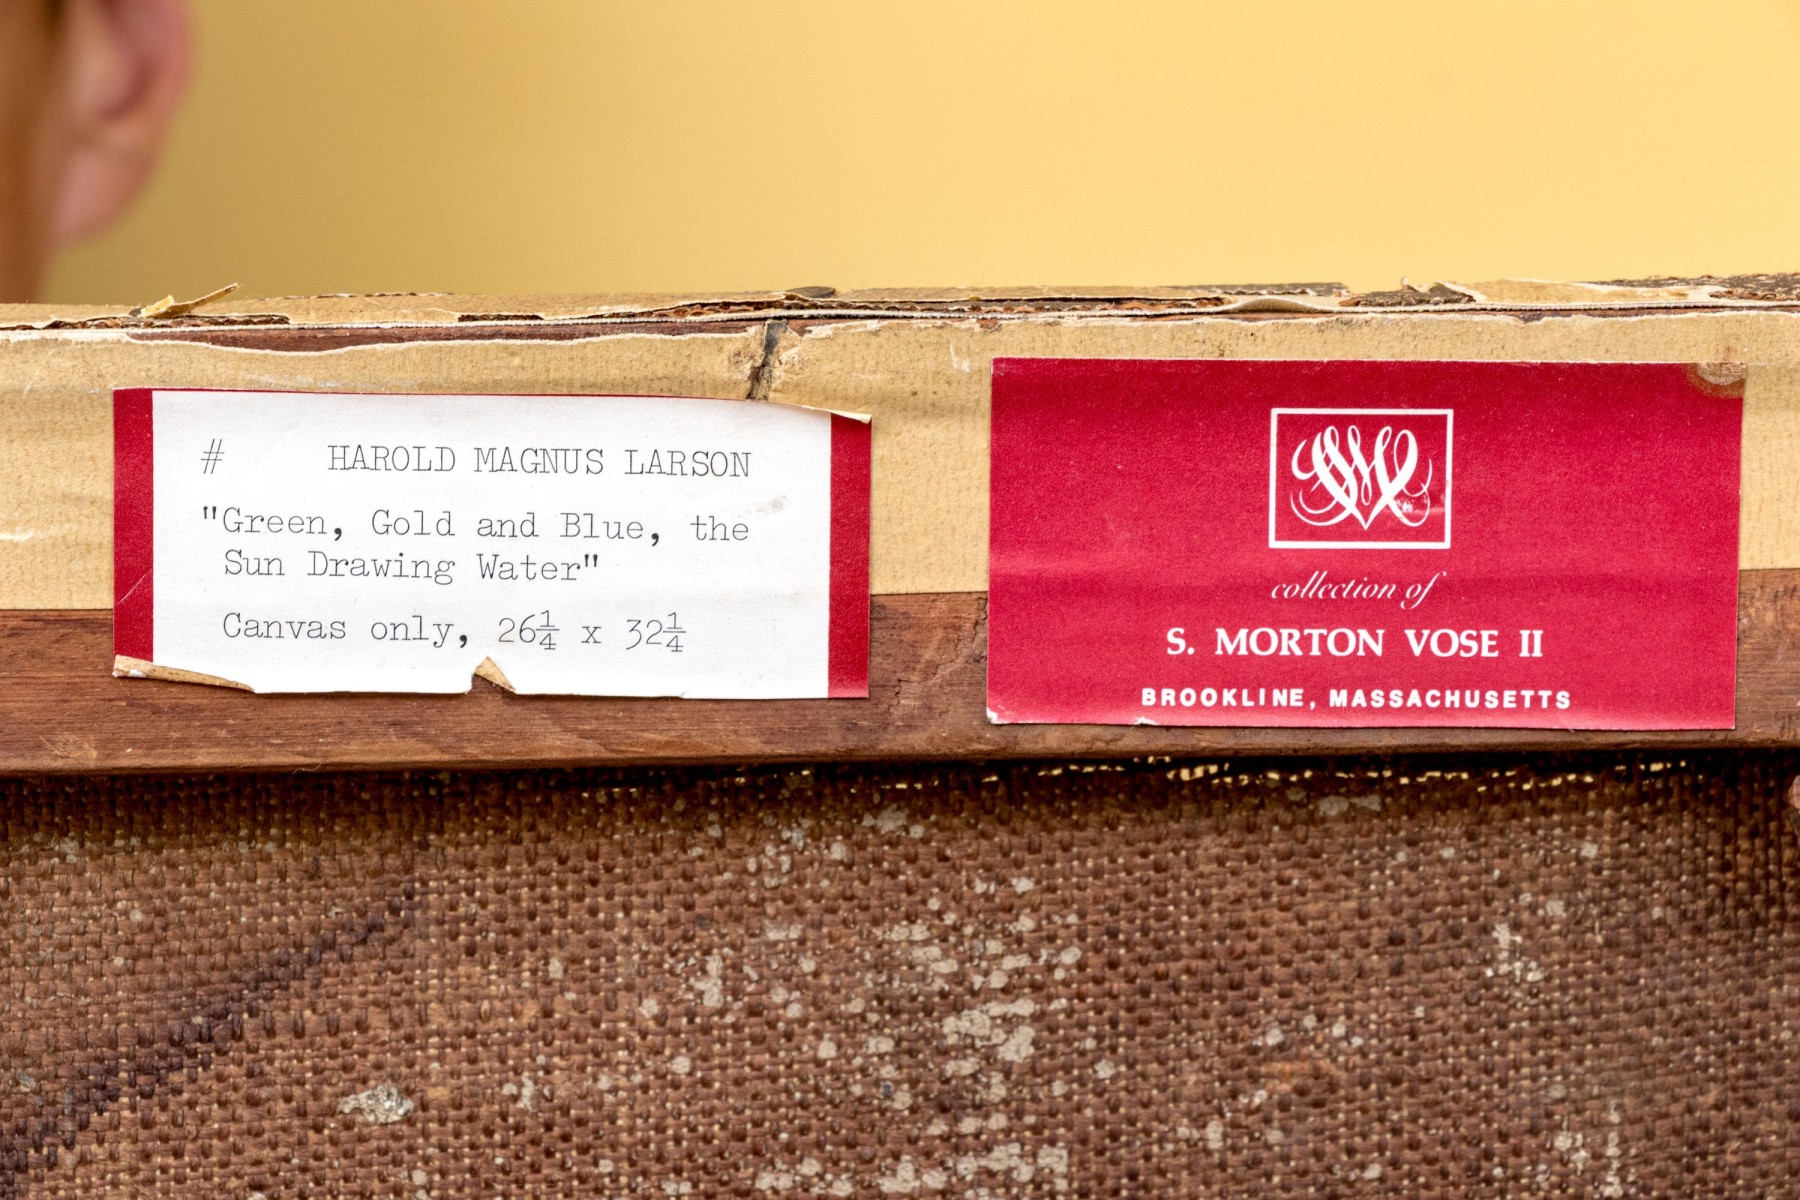 # HAROLD MAGNUS LARSON
"Green, Gold and Blue, the
Sun Drawing Water"
Canvas only, 26¼ x 32¼
collection of
S. MORTON VOSE II
BROOKLINE, MASSACHUSETTS